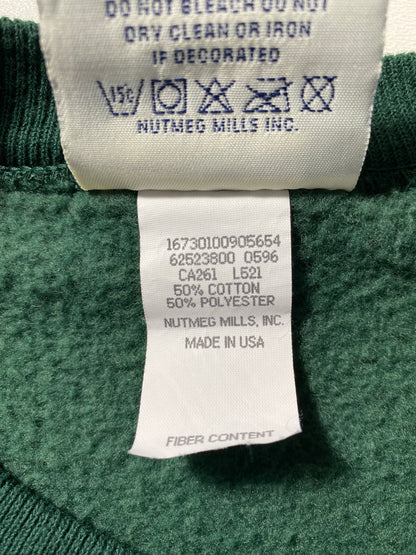 DO NOT BLEACH DO NOT
DRY CLEAN OR IRON
IF DECORATED
15c
NUTMEG MILLS INC.
16730100905654
62523800 0596
CA261 L521
50% COTTON
50% POLYESTER
NUTMEG MILLS, INC.
MADE IN USA
FIBER CONTENT